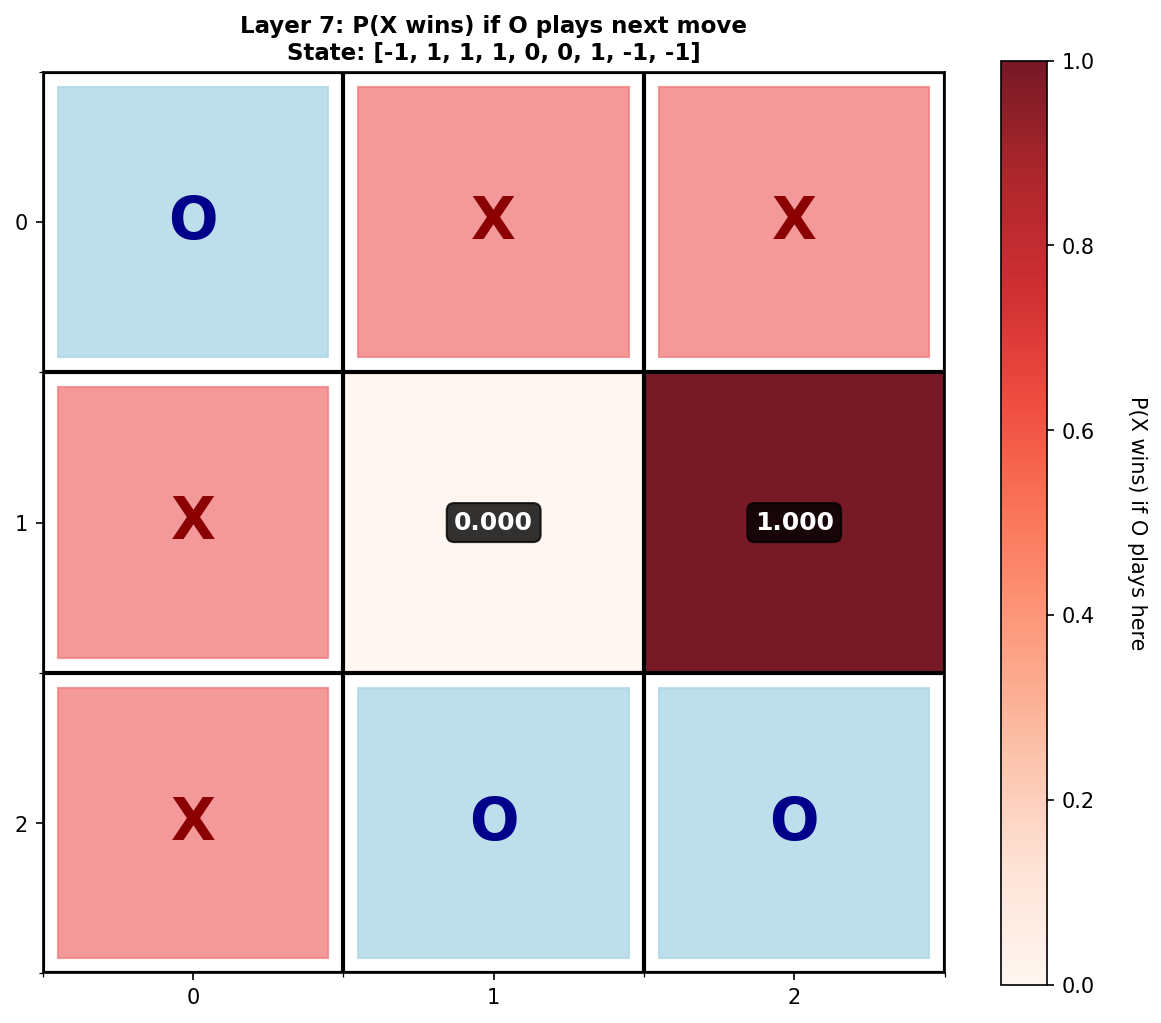 Layer 7: P(X wins) if O plays next move
State: [-1, 1, 1, 1, 0, 0, 1, -1, -1]
0
O
X
X
1
X
0.000
1.000
2
X
O
O
0
1
2
1.0
0.8
0.6
0.4
0.2
0.0
P(X wins) if O plays here